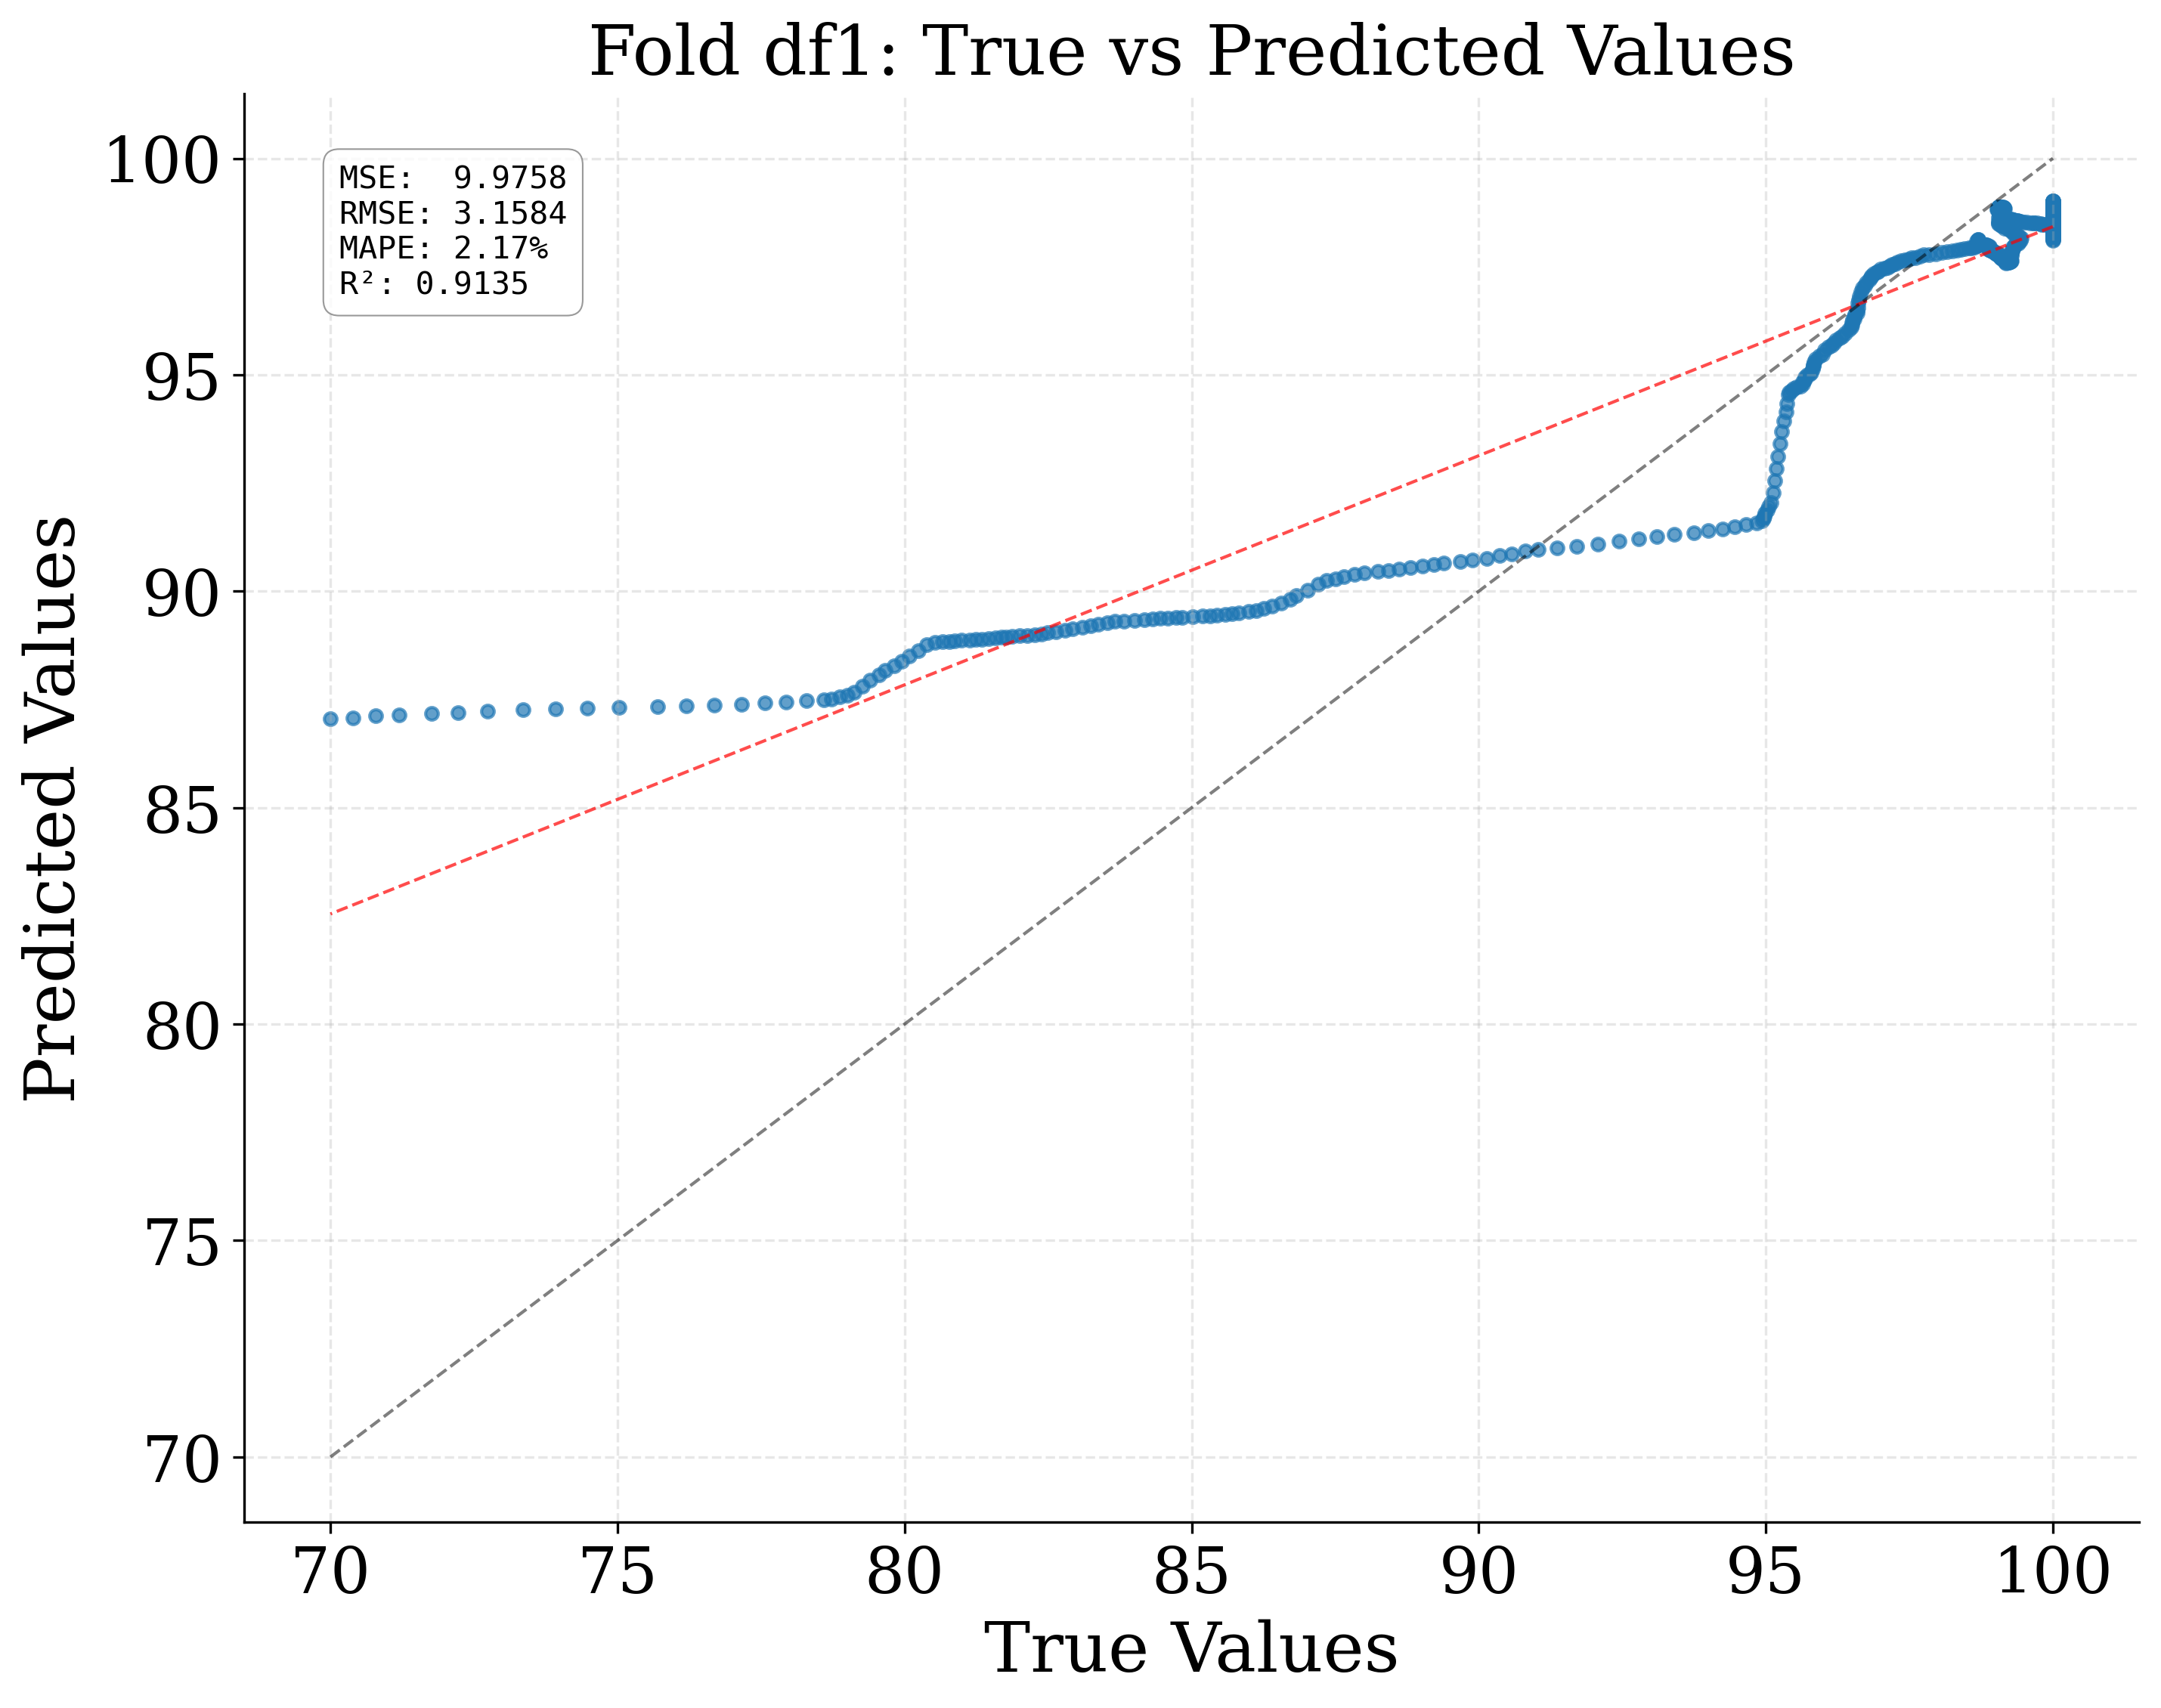 Fold df1: True vs Predicted Values
MSE:  9.9758
RMSE: 3.1584
MAPE: 2.17%
R²: 0.9135
100
95
90
85
80
75
70
Predicted Values
70 75 80 85 90 95 100
True Values